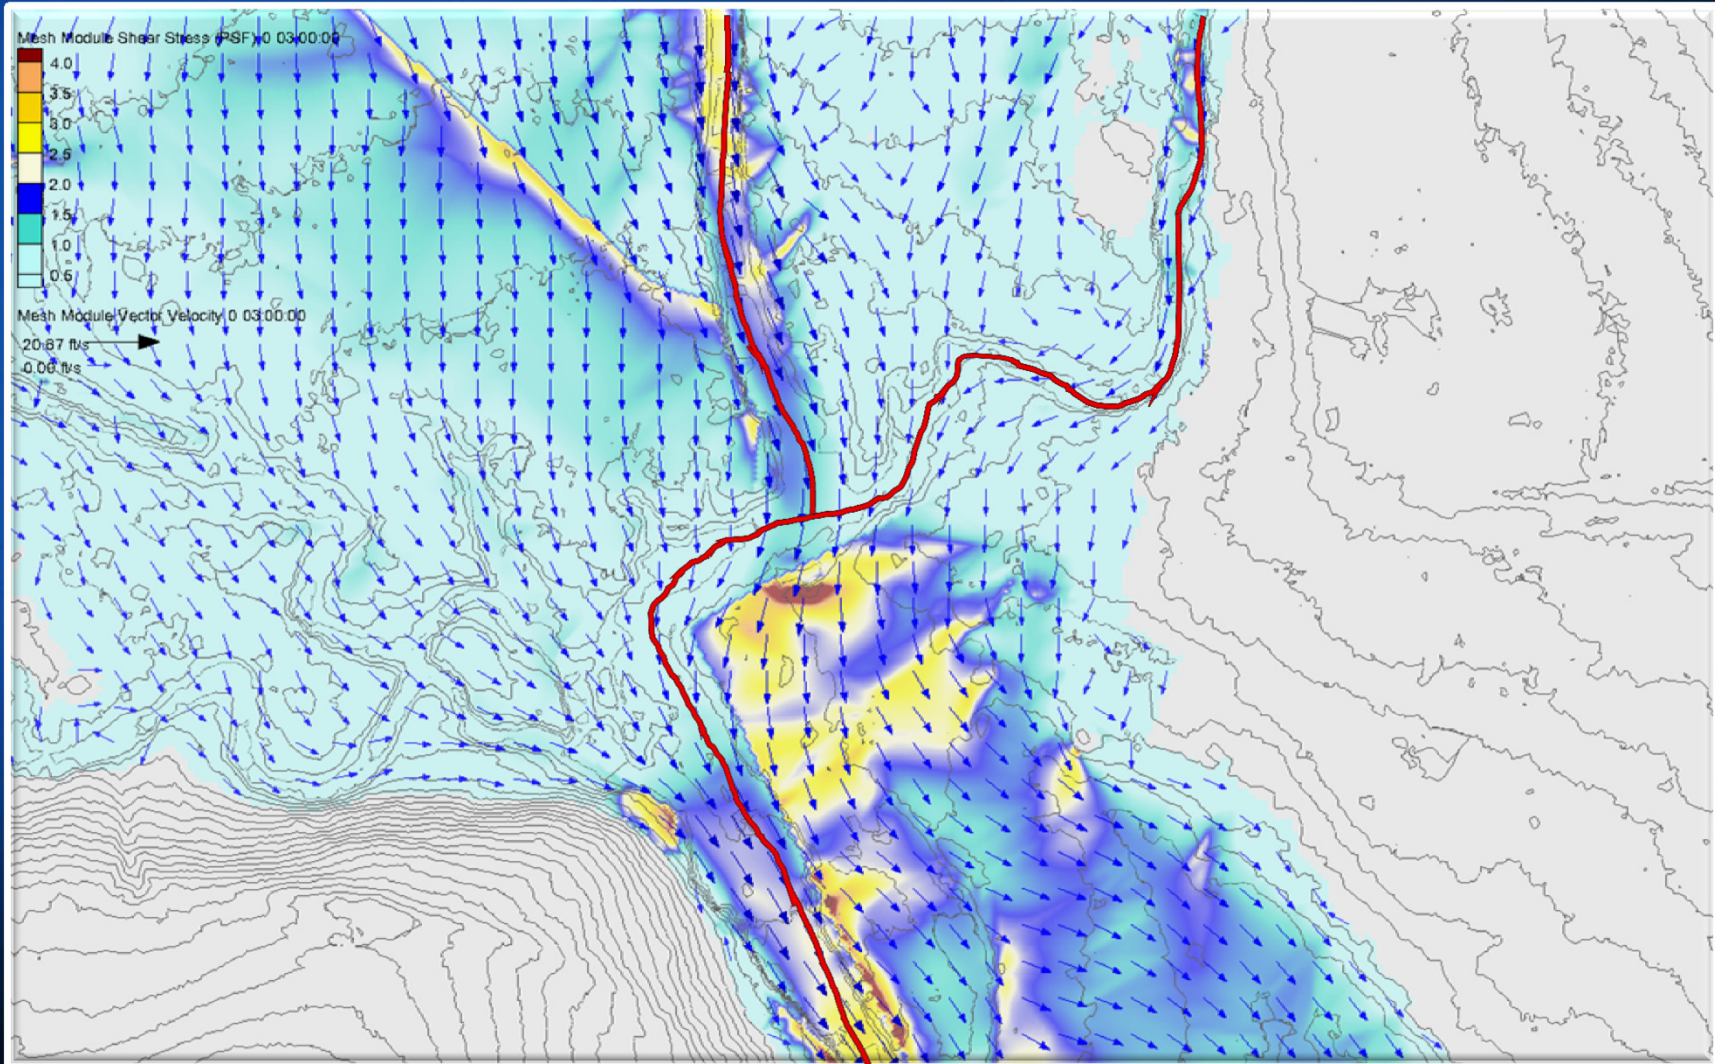 Mesh Module Shear Stress (PSF) 0 03:00:00
4.0
3.5
3.0
2.5
2.0
1.5
1.0
0.5
Mesh Module Vector Velocity 0 03:00:00
20.67 ft/s
0.00 ft/s